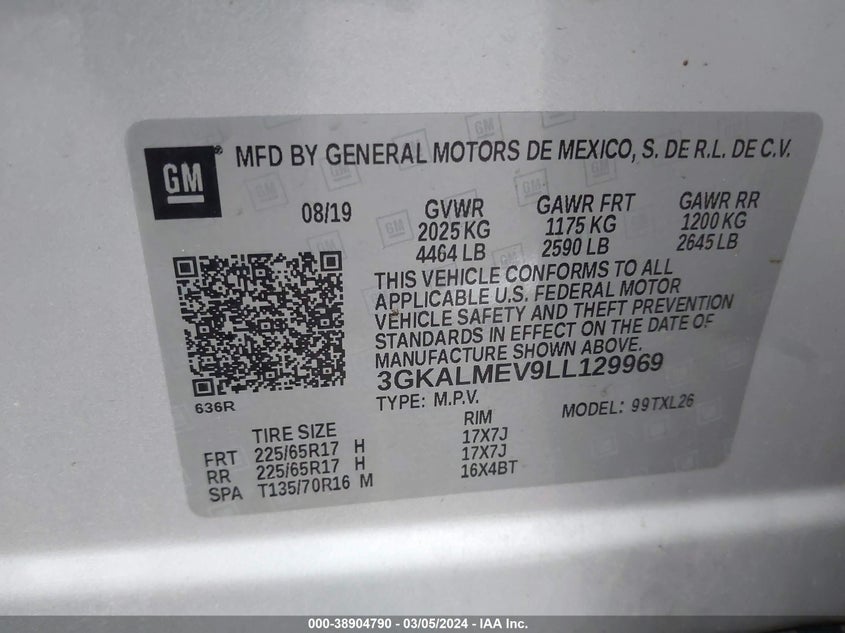 GM® MFD BY GENERAL MOTORS DE MEXICO, S. DE R.L. DE C.V.
08/19 GVWR GAWR FRT GAWR RR
2025 KG 1175 KG 1200 KG
4464 LB 2590 LB 2645 LB
THIS VEHICLE CONFORMS TO ALL
APPLICABLE U.S. FEDERAL MOTOR
VEHICLE SAFETY AND THEFT PREVENTION
STANDARDS IN EFFECT ON THE DATE OF
MANUFACTURE SHOWN ABOVE.
3GKALMEV9LL129969
636R
TYPE: M.P.V. MODEL: 99TXL26
TIRE SIZE RIM
FRT 225/65R17 H 17X7J
RR 225/65R17 H 17X7J
SPA T135/70R16 M 16X4BT
000-38904790 - 03/05/2024 - IAA Inc.